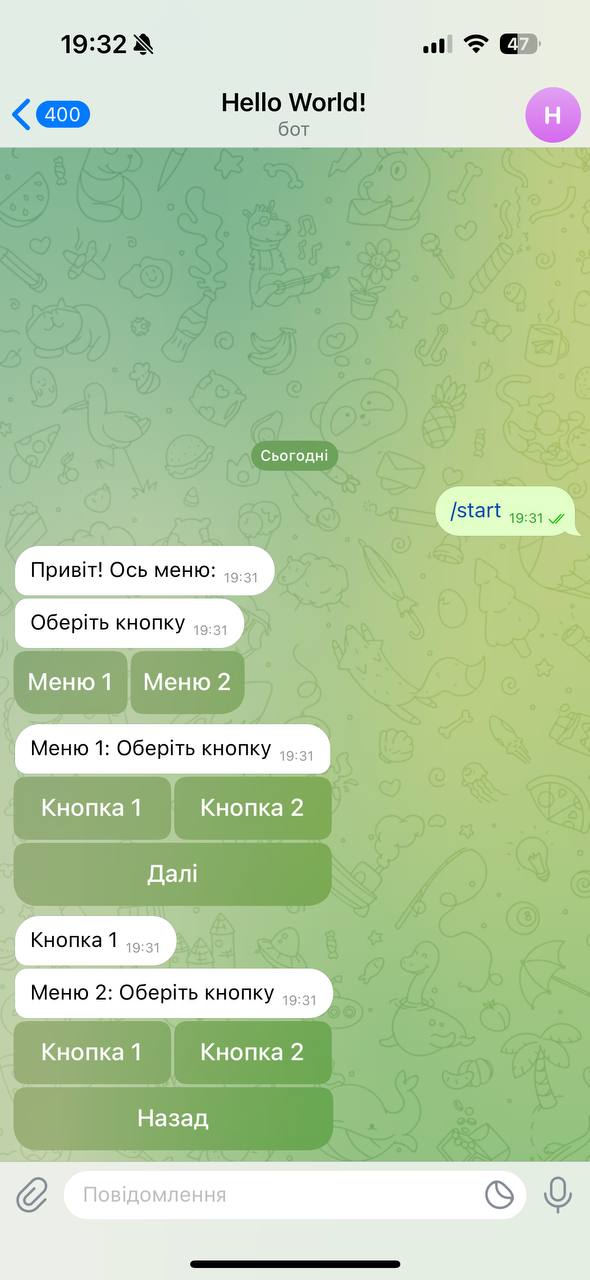 19:32
47
400
Hello World!
бот
H
Сьогодні
/start 19:31
Привіт! Ось меню: 19:31
Оберіть кнопку 19:31
Меню 1 Меню 2
Меню 1: Оберіть кнопку 19:31
Кнопка 1 Кнопка 2
Далі
Кнопка 1 19:31
Меню 2: Оберіть кнопку 19:31
Кнопка 1 Кнопка 2
Назад
Повідомлення